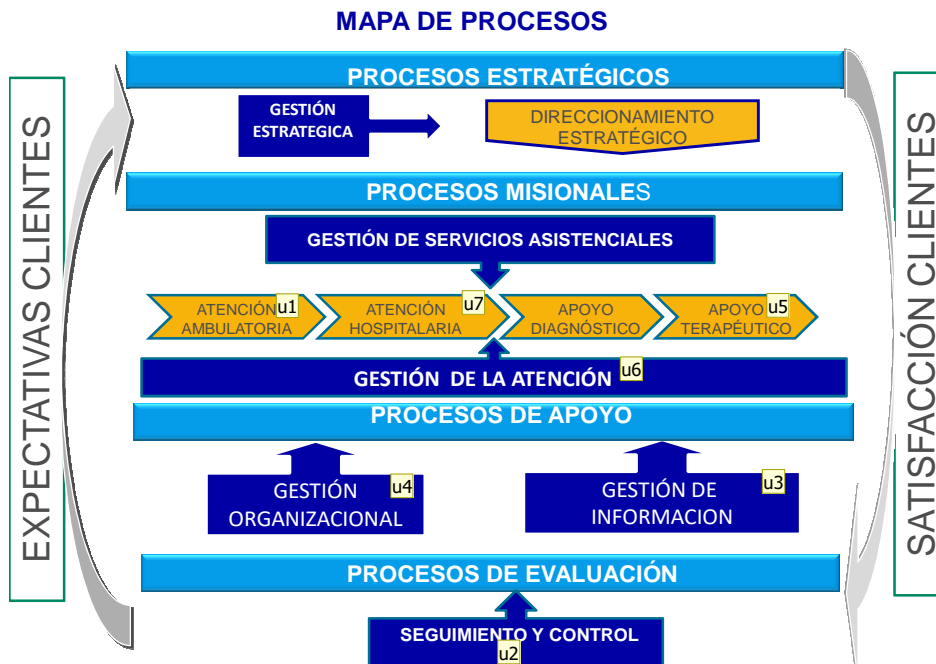 MAPA DE PROCESOS
EXPECTATIVAS CLIENTES
SATISFACCIÓN CLIENTES
PROCESOS ESTRATÉGICOS
GESTIÓN
ESTRATEGICA
DIRECCIONAMIENTO
ESTRATÉGICO
PROCESOS MISIONALES
GESTIÓN DE SERVICIOS ASISTENCIALES
ATENCIÓN
AMBULATORIA
u1
ATENCIÓN
HOSPITALARIA
u7
APOYO
DIAGNÓSTICO
APOYO
TERAPÉUTICO
u5
GESTIÓN DE LA ATENCIÓN
u6
PROCESOS DE APOYO
GESTIÓN
ORGANIZACIONAL
u4
GESTIÓN DE
INFORMACION
u3
PROCESOS DE EVALUACIÓN
SEGUIMIENTO Y CONTROL
u2